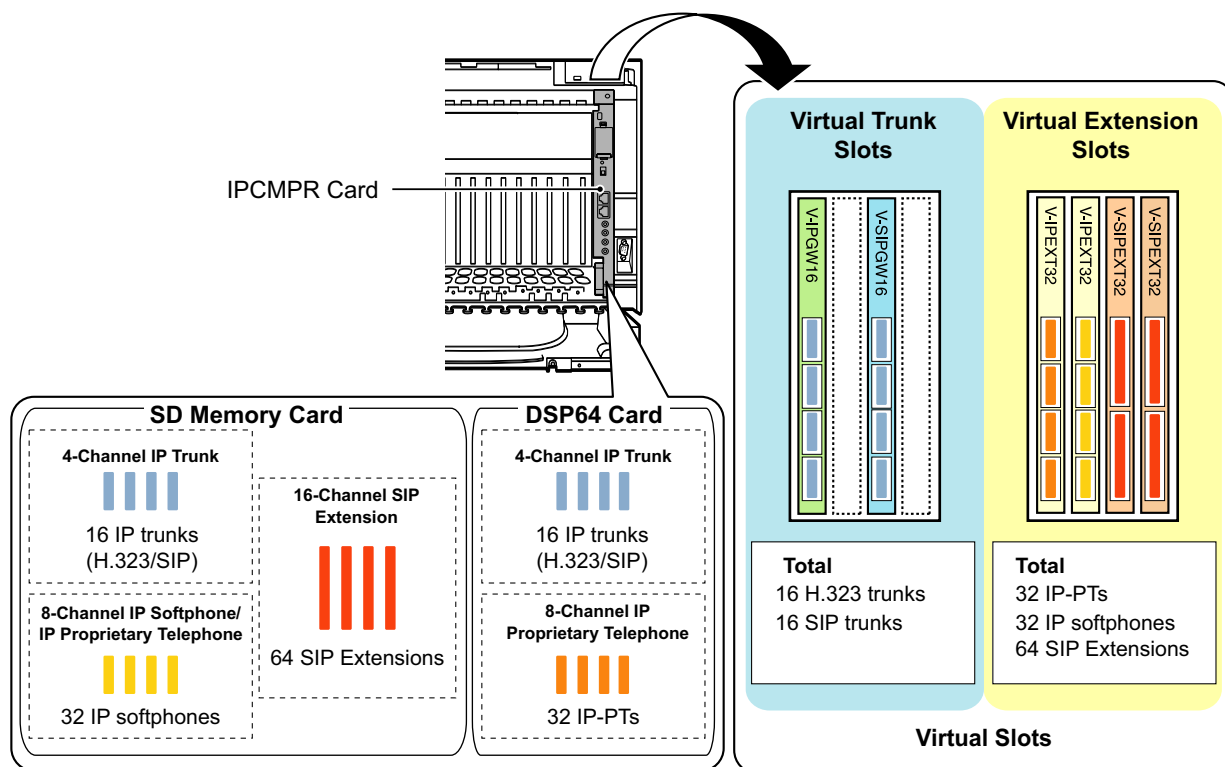 IPCMPR Card
SD Memory Card
4-Channel IP Trunk
16 IP trunks
(H.323/SIP)
8-Channel IP Softphone/
IP Proprietary Telephone
32 IP softphones
16-Channel SIP
Extension
64 SIP Extensions
DSP64 Card
4-Channel IP Trunk
16 IP trunks
(H.323/SIP)
8-Channel IP
Proprietary Telephone
32 IP-PTs
Virtual Trunk
Slots
V-IPGW16
V-SIPGW16
Total
16 H.323 trunks
16 SIP trunks
Virtual Extension
Slots
V-IPEXT32
V-IPEXT32
V-SIPEXT32
V-SIPEXT32
Total
32 IP-PTs
32 IP softphones
64 SIP Extensions
Virtual Slots